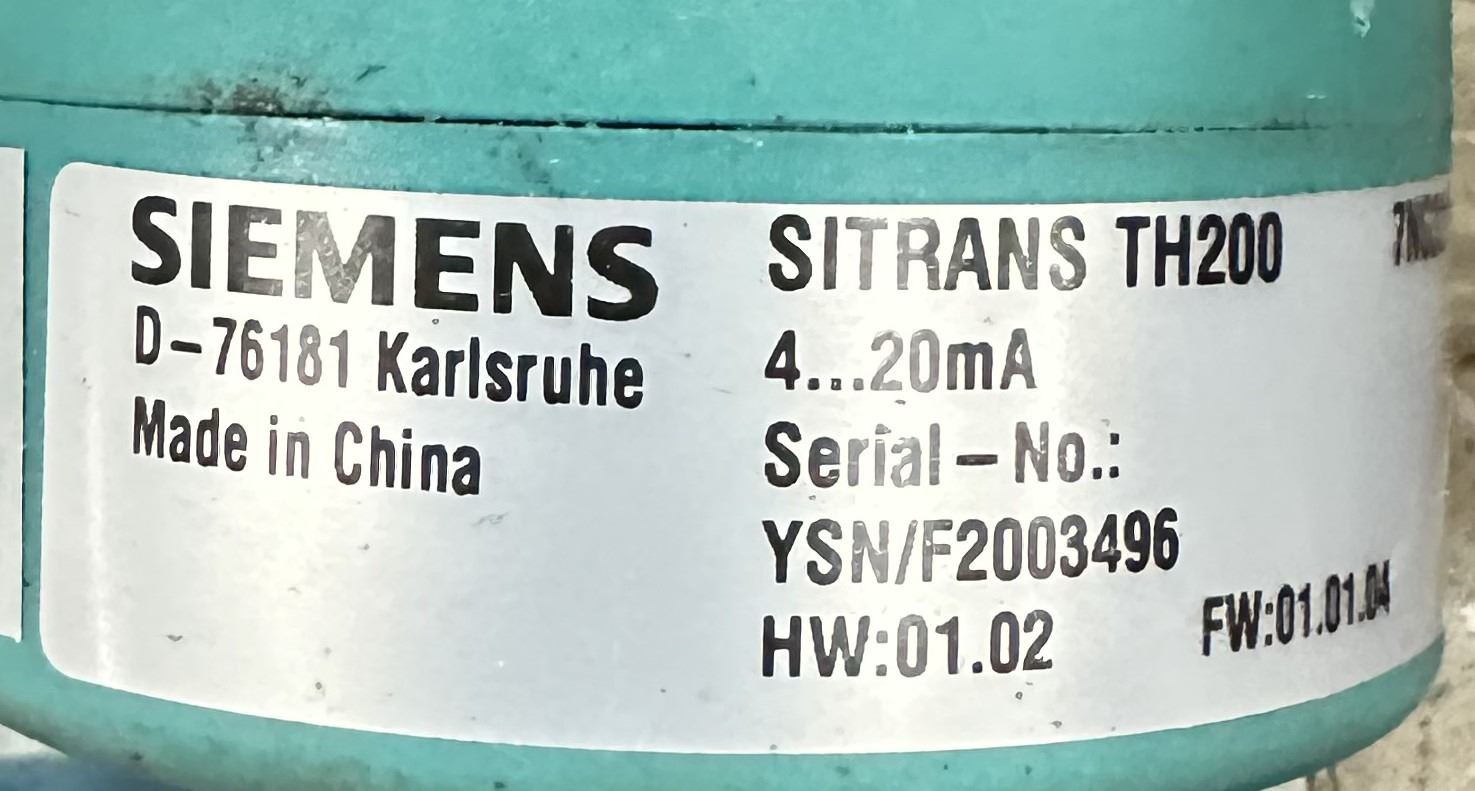 SIEMENS
D-76181 Karlsruhe
Made in China
SITRANS TH200
4...20mA
Serial-No.:
YSN/F2003496
HW:01.02
FW:01.01.04